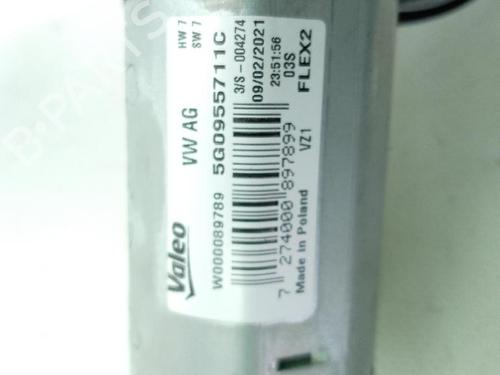 HW 7
SW 7
VW AG
Valeo
3/S - 004274
09/02/2021
23:51:56
03S
FLEX2
5G0955711C
W000089789
7 274000 897899
VZ1
Made in Poland